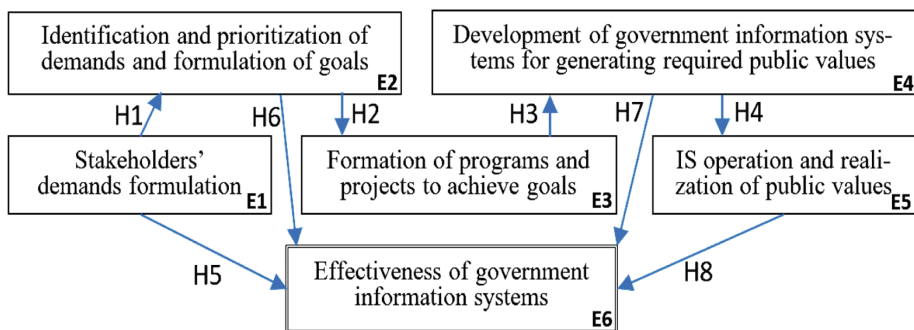 Identification and prioritization of
demands and formulation of goals
E2
Development of government information sys-
tems for generating required public values
E4
H1
H6
H2
H3
H7
H4
Stakeholders'
demands formulation
E1
Formation of programs and
projects to achieve goals
E3
IS operation and reali-
zation of public values
E5
H5
Effectiveness of government
information systems
E6
H8